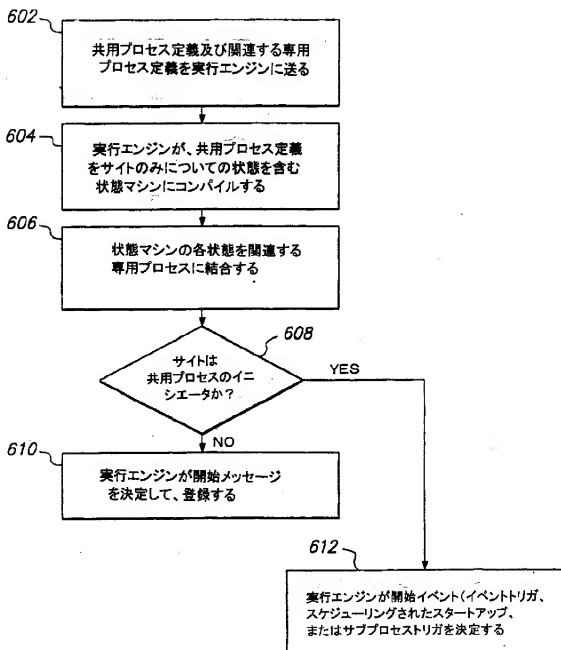 602
共用プロセス定義及び関連する専用
プロセス定義を実行エンジンに送る
604
実行エンジンが、共用プロセス定義
をサイトのみについての状態を含む
状態マシンにコンパイルする
606
状態マシンの各状態を関連する
専用プロセスに結合する
608
サイトは
共用プロセスのイニ
シエータか?
YES
NO
610
実行エンジンが開始メッセージ
を決定して、登録する
612
実行エンジンが開始イベント(イベントトリガ、
スケジューリングされたスタートアップ、
またはサブプロセストリガを決定する